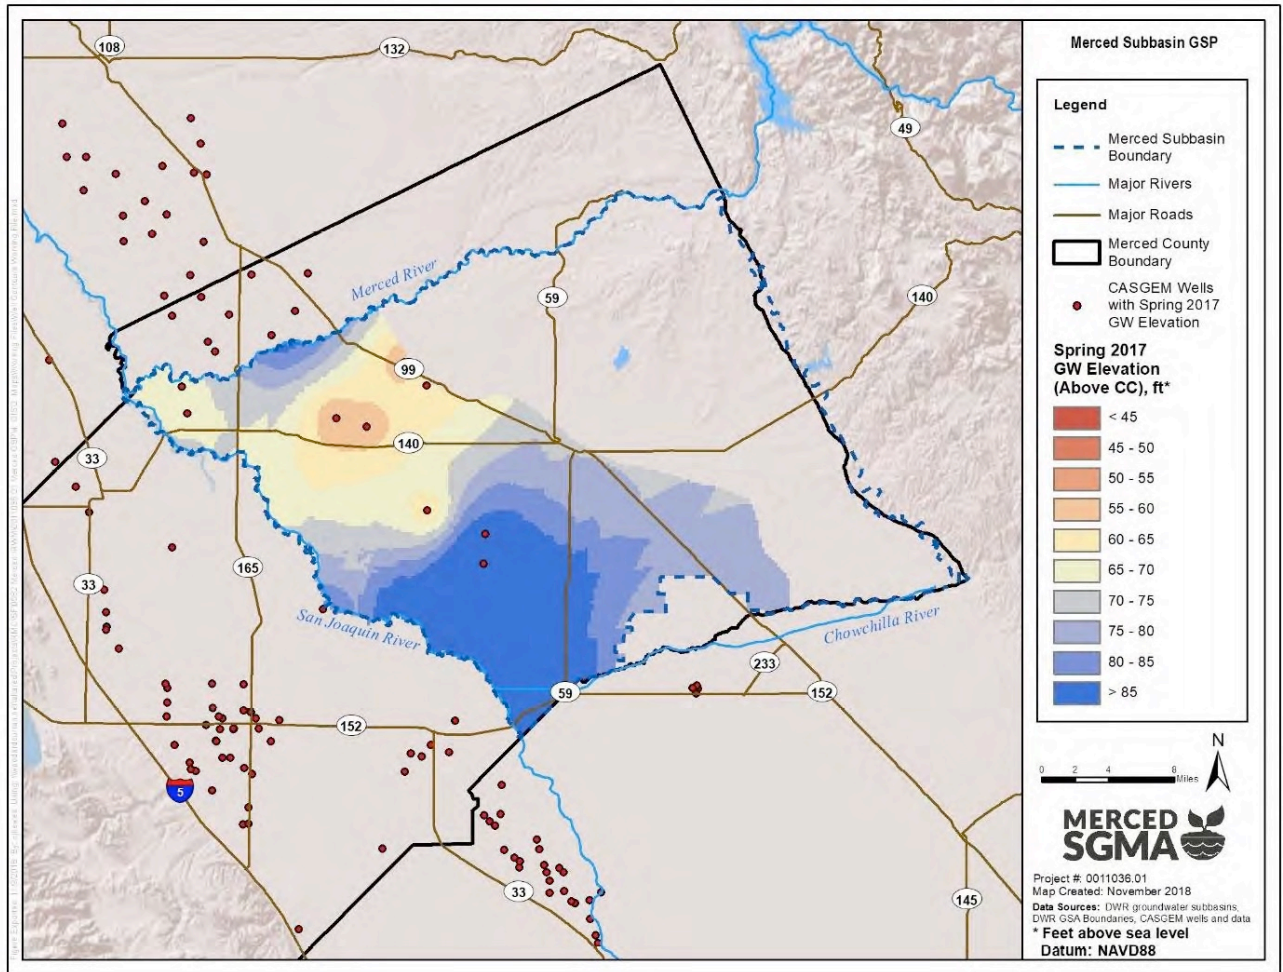 Merced Subbasin GSP
Legend
Merced Subbasin
Boundary
Major Rivers
Major Roads
Merced County
Boundary
CASGEM Wells
with Spring 2017
GW Elevation
Spring 2017
GW Elevation
(Above CC), ft*
< 45
45 - 50
50 - 55
55 - 60
60 - 65
65 - 70
70 - 75
75 - 80
80 - 85
> 85
N
0 2 4 8
Miles
MERCED
SGMA
Project #: 0011036.01
Map Created: November 2018
Data Sources: DWR groundwater subbasins,
DWR GSA Boundaries, CASGEM wells and data
* Feet above sea level
Datum: NAVD88
108
132
49
Merced River
59
140
99
140
33
165
33
San Joaquin River
Chowchilla River
233
59
152
152
5
33
145